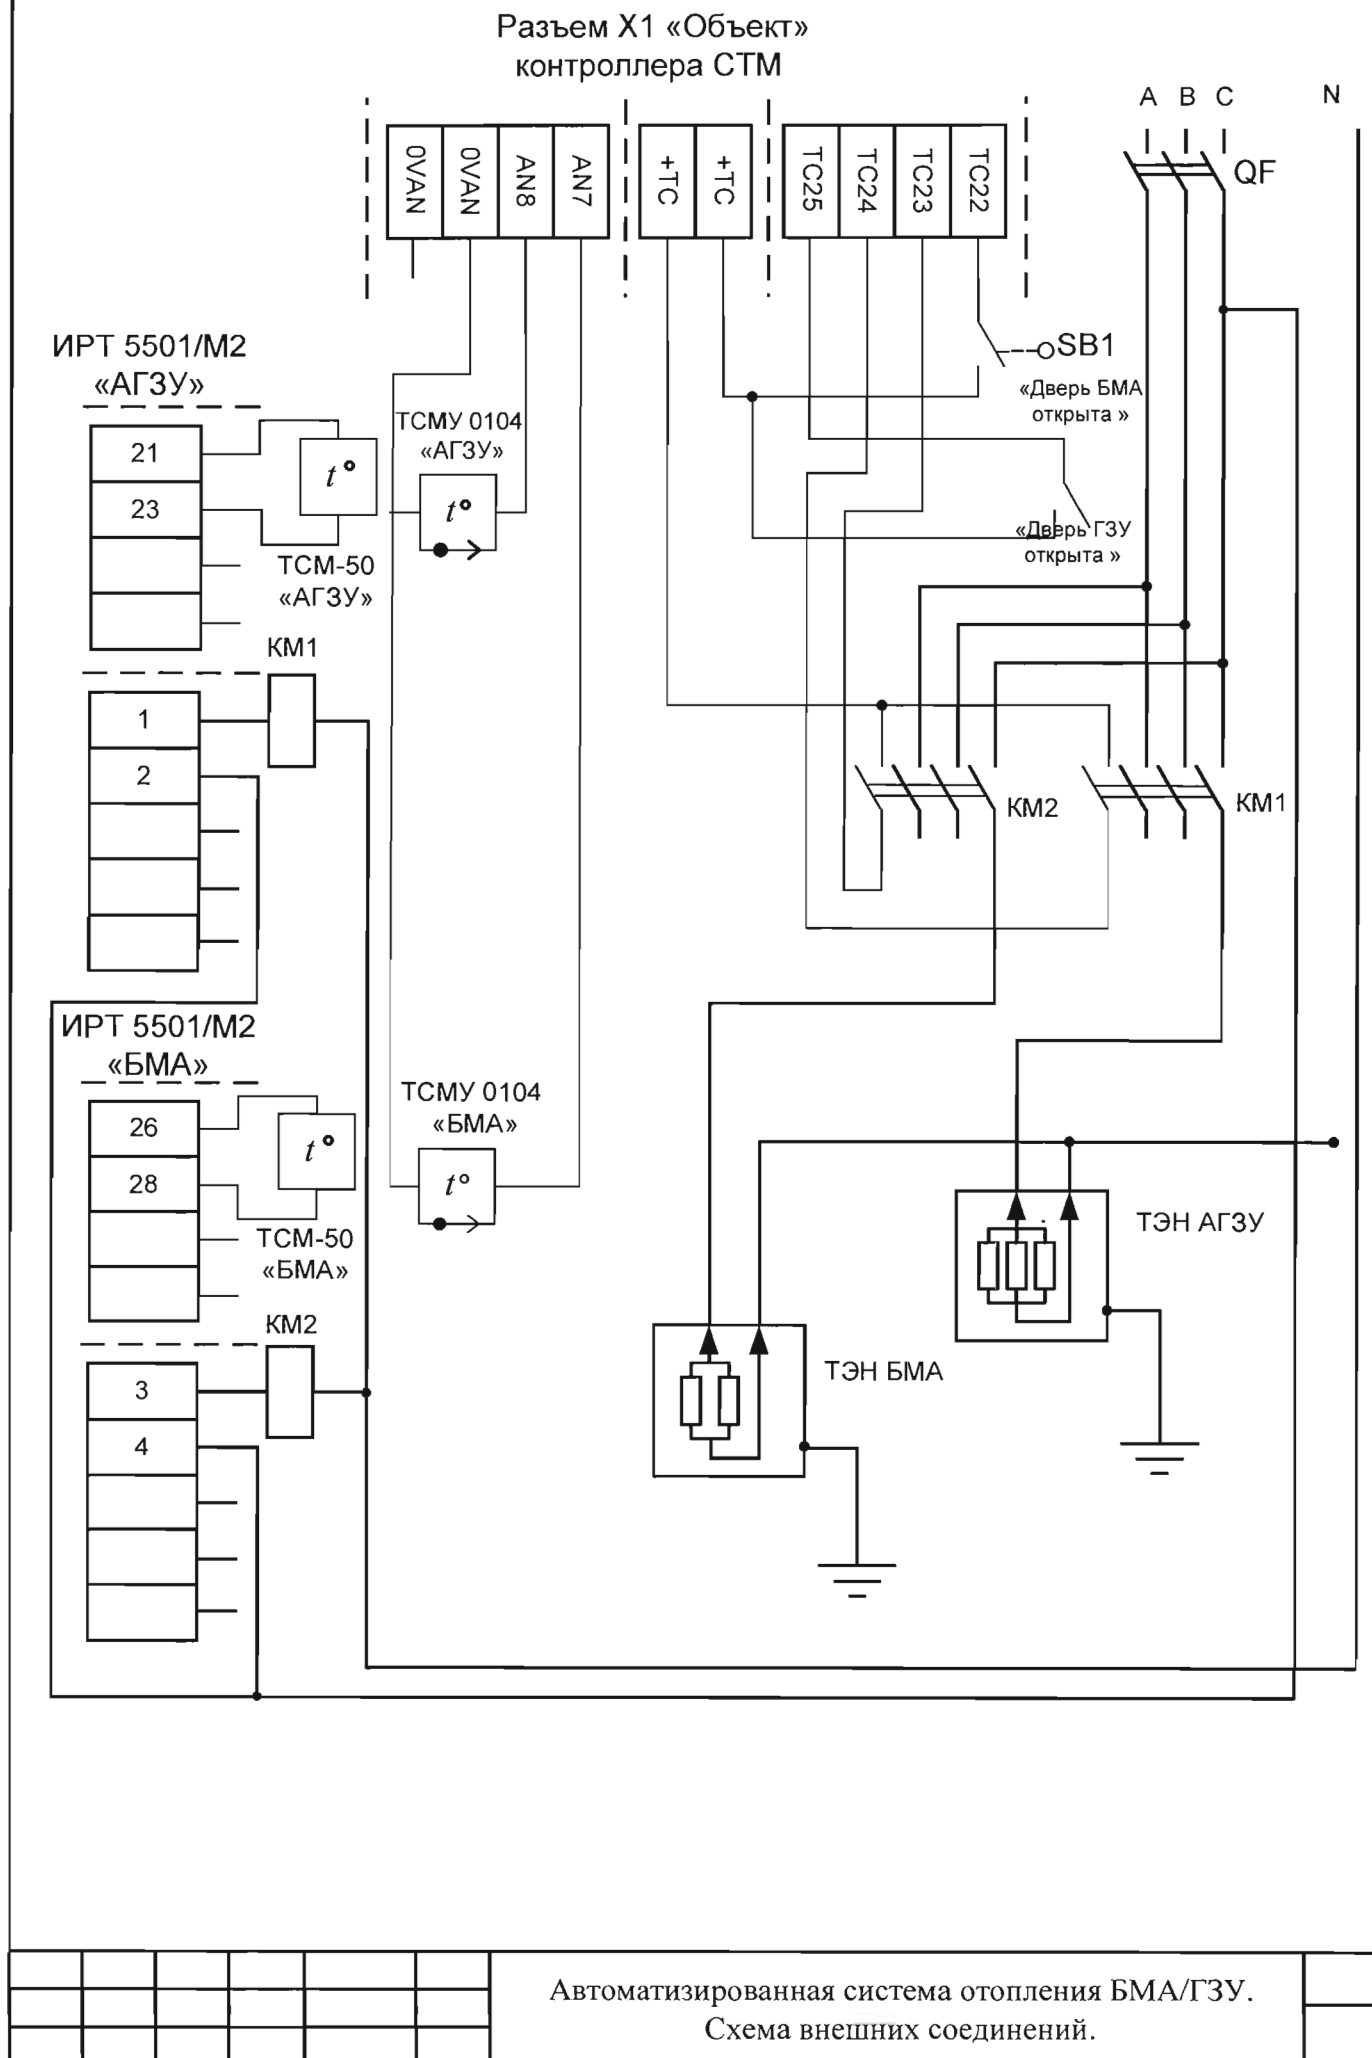 Разъем X1 «Объект»
контроллера СТМ
A B C N
0VAN 0VAN AN8 AN7 +TC +TC TC25 TC24 TC23 TC22
QF
ИРТ 5501/М2
«АГЗУ»
SB1
«Дверь БМА
открыта »
ТСМУ 0104
«АГЗУ»
21
t°
23
t°
«Дверь ГЗУ
открыта »
ТСМ-50
«АГЗУ»
КМ1
1
2
КМ2
КМ1
ИРТ 5501/М2
«БМА»
ТСМУ 0104
«БМА»
26
t°
28
t°
ТСМ-50
«БМА»
ТЭН АГЗУ
КМ2
ТЭН БМА
3
4
Автоматизированная система отопления БМА/ГЗУ.
Схема внешних соединений.